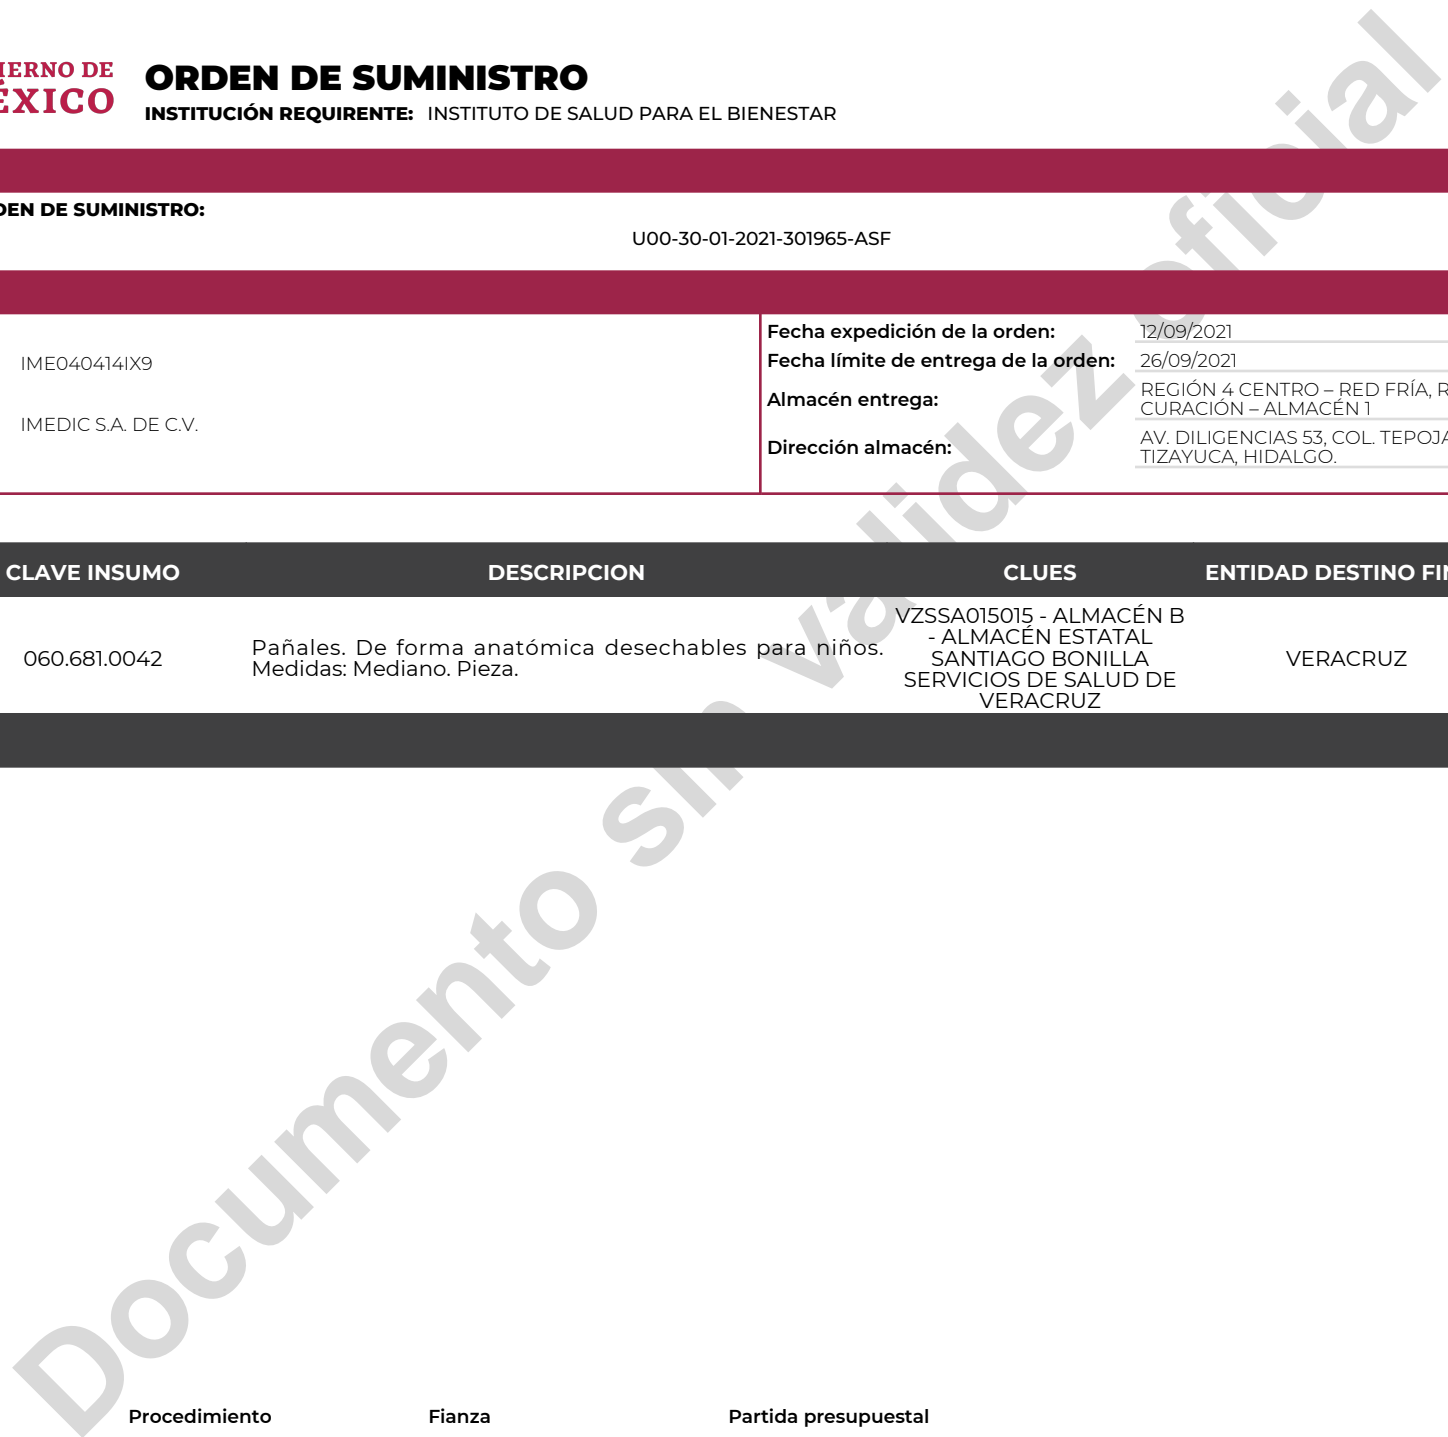 ORDEN DE SUMINISTRO
INSTITUCIÓN REQUIRENTE: INSTITUTO DE SALUD PARA EL BIENESTAR
DE
XICO
DE SUMINISTRO:
U00-30-01-2021-301965-ASF
IME040414IX9
IMEDIC S.A. DE C.V.
Fecha expedición de la orden: 12/09/2021
Fecha límite de entrega de la orden: 26/09/2021
Almacén entrega: REGIÓN 4 CENTRO – RED FRÍA, R
CURACIÓN – ALMACÉN 1
Dirección almacén: AV. DILIGENCIAS 53, COL. TEPOJA
TIZAYUCA, HIDALGO.
CLAVE INSUMO DESCRIPCION CLUES ENTIDAD DESTINO FIN
060.681.0042
Pañales. De forma anatómica desechables para niños.
Medidas: Mediano. Pieza.
VZSSA015015 - ALMACÉN B
- ALMACÉN ESTATAL
SANTIAGO BONILLA
SERVICIOS DE SALUD DE
VERACRUZ
VERACRUZ
Documento sin validez oficial
Procedimiento Fianza Partida presupuestal